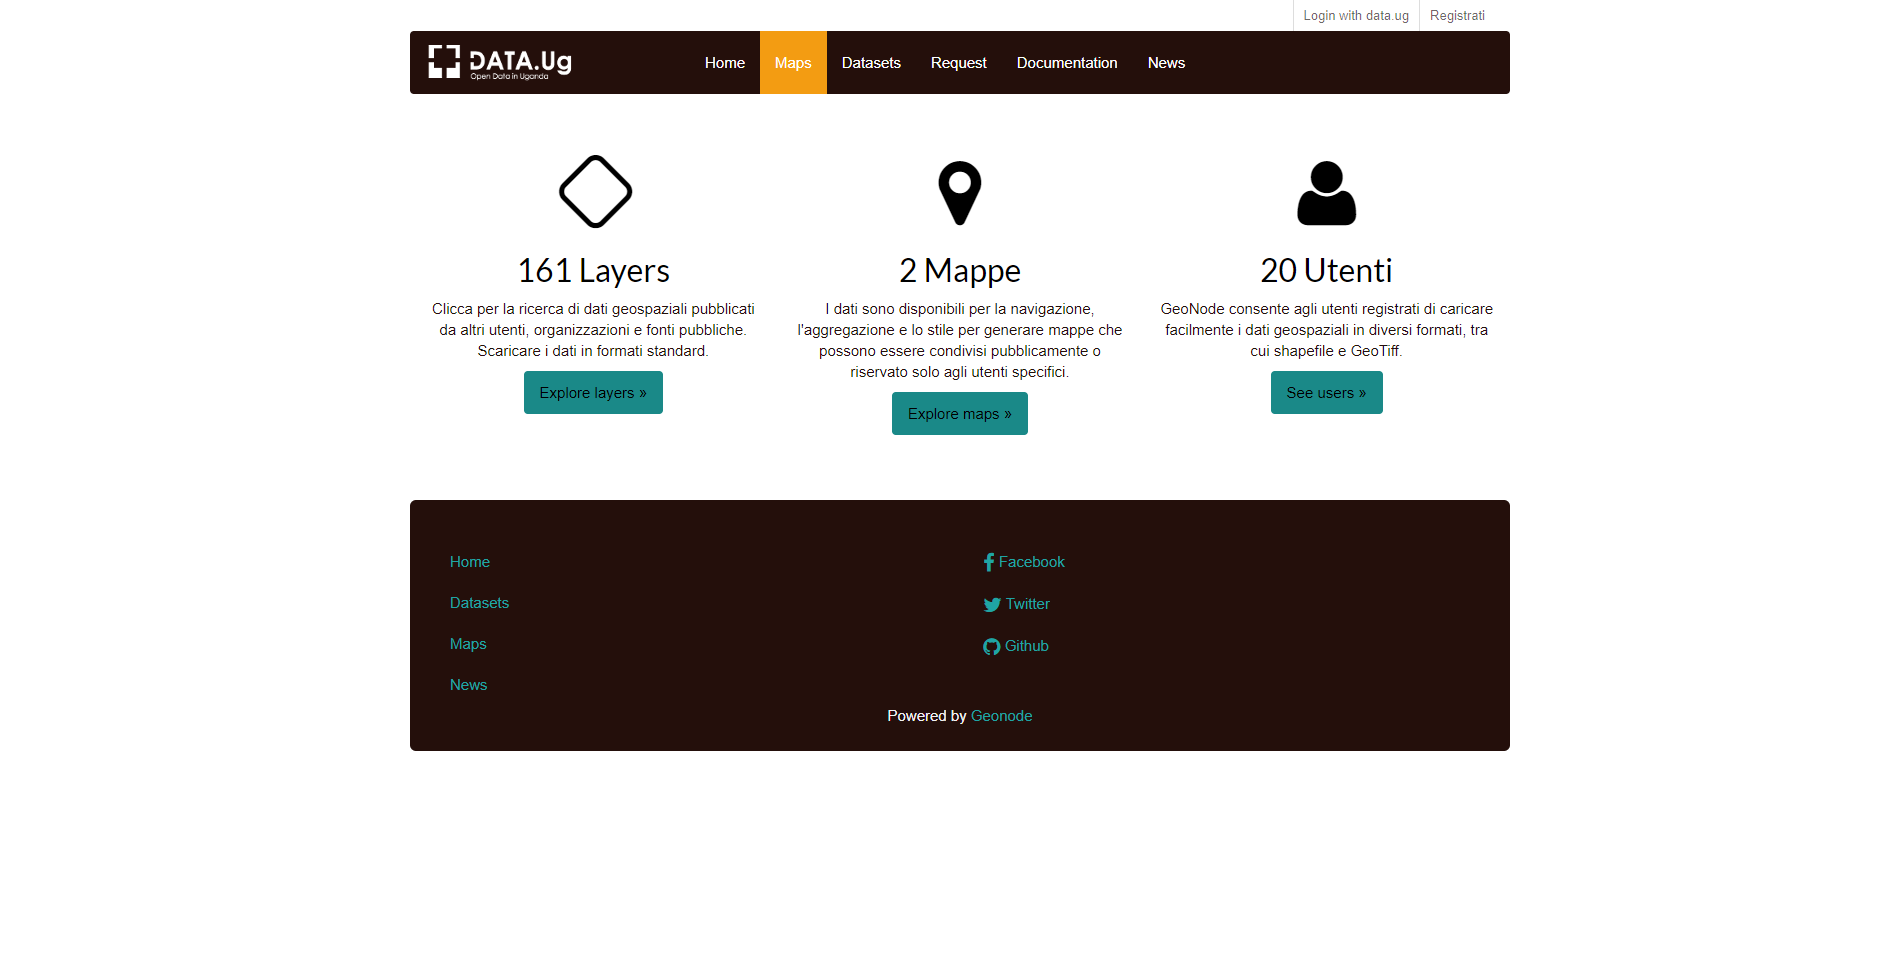 Login with data.ug
Registrati
DATA.Ug
Open Data in Uganda
Home
Maps
Datasets
Request
Documentation
News
161 Layers
Clicca per la ricerca di dati geospaziali pubblicati
da altri utenti, organizzazioni e fonti pubbliche.
Scaricare i dati in formati standard.
Explore layers »
2 Mappe
I dati sono disponibili per la navigazione,
l'aggregazione e lo stile per generare mappe che
possono essere condivisi pubblicamente o
riservato solo agli utenti specifici.
Explore maps »
20 Utenti
GeoNode consente agli utenti registrati di caricare
facilmente i dati geospaziali in diversi formati, tra
cui shapefile e GeoTiff.
See users »
Home
Datasets
Maps
News
Facebook
Twitter
Github
Powered by Geonode